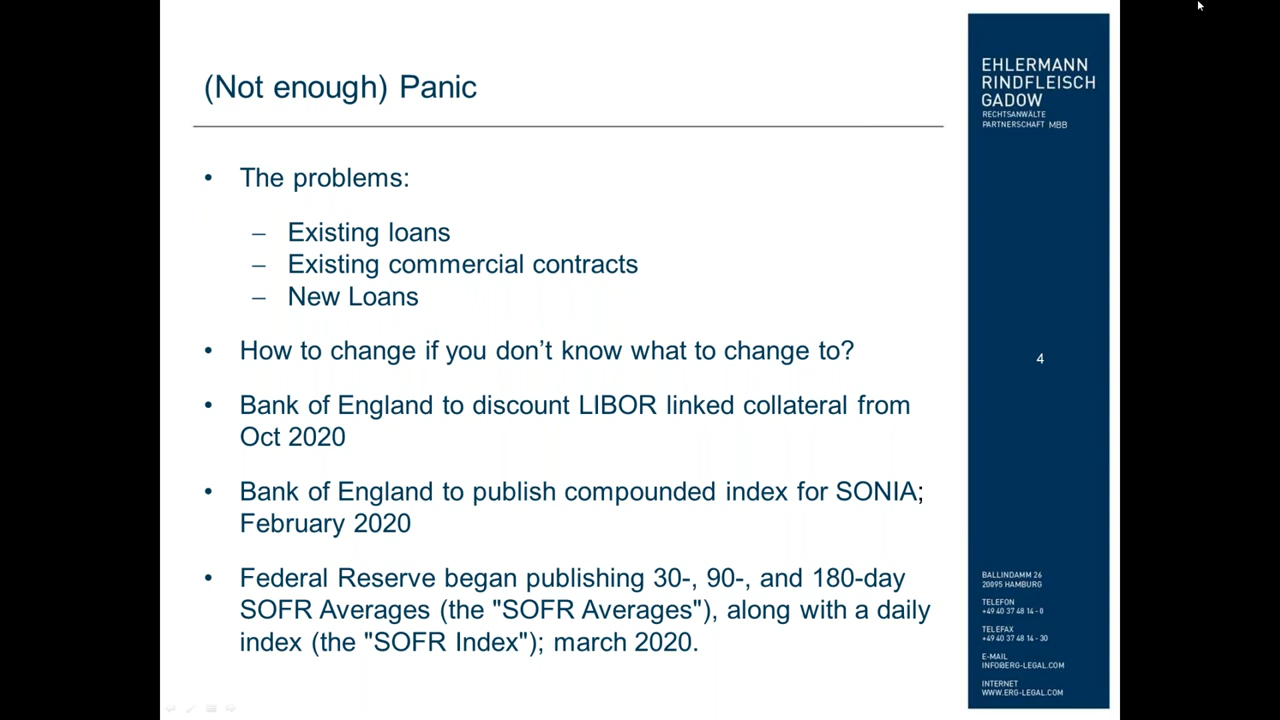 (Not enough) Panic
• The problems:
– Existing loans
– Existing commercial contracts
– New Loans
• How to change if you don’t know what to change to?
• Bank of England to discount LIBOR linked collateral from
Oct 2020
• Bank of England to publish compounded index for SONIA;
February 2020
• Federal Reserve began publishing 30-, 90-, and 180-day
SOFR Averages (the "SOFR Averages"), along with a daily
index (the "SOFR Index"); march 2020.
EHLERMANN
RINDFLEISCH
GADOW
RECHTSANWÄLTE
PARTNERSCHAFT MBB
4
BALLINDAMM 26
20095 HAMBURG
TELEFON
+49 40 37 48 14 - 0
TELEFAX
+49 40 37 48 14 - 30
E-MAIL
INFO@ERG-LEGAL.COM
INTERNET
WWW.ERG-LEGAL.COM